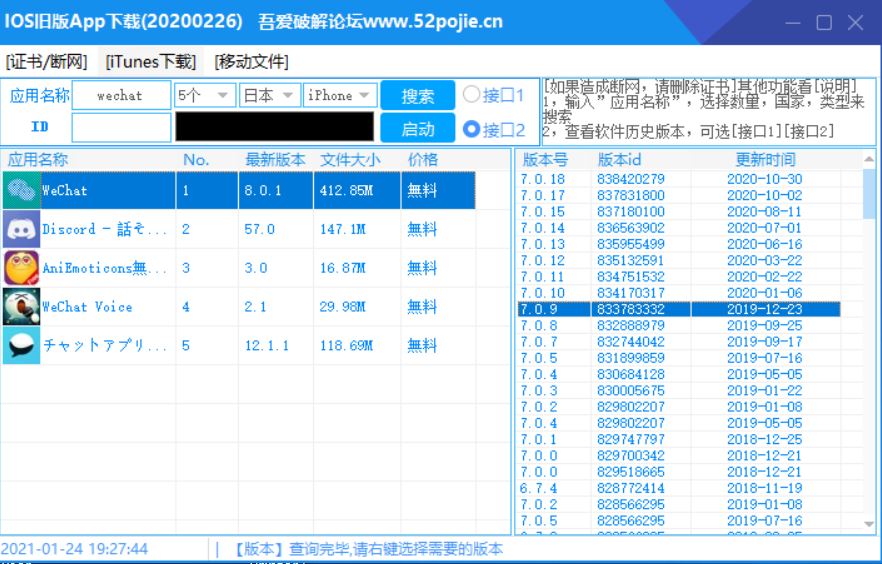 IOS旧版App下载(20200226) 吾爱破解论坛www.52pojie.cn
[证书/断网] [iTunes下载] [移动文件]
应用名称 wechat 5个 日本 iPhone 搜索 接口1
ID 启动 接口2
[如果造成断网，请删除证书]其他功能看[说明]
1，输入”应用名称”，选择数量，国家，类型来
搜索
2，查看软件历史版本，可选[接口1][接口2]
应用名称 No. 最新版本 文件大小 价格
WeChat 1 8.0.1 412.85M 無料
Discord - 話そ... 2 57.0 147.1M 無料
AniEmoticons無... 3 3.0 16.87M 無料
WeChat Voice 4 2.1 29.98M 無料
チャットアプリ... 5 12.1.1 118.69M 無料
版本号 版本id 更新时间
7.0.18 838420279 2020-10-30
7.0.17 837831800 2020-10-02
7.0.15 837180100 2020-08-11
7.0.14 836563902 2020-07-01
7.0.13 835955499 2020-06-16
7.0.12 835132591 2020-03-22
7.0.11 834751532 2020-02-22
7.0.10 834170317 2020-01-06
7.0.9 833783332 2019-12-23
7.0.8 832888979 2019-09-25
7.0.7 832744042 2019-09-17
7.0.5 831899859 2019-07-16
7.0.4 830684128 2019-05-05
7.0.3 830005675 2019-01-22
7.0.2 829802207 2019-01-08
7.0.4 829802207 2019-05-05
7.0.1 829747797 2018-12-25
7.0.0 829700342 2018-12-21
7.0.0 829518665 2018-12-21
6.7.4 828772414 2018-11-19
7.0.2 828566295 2019-01-08
7.0.5 828566295 2019-07-16
2021-01-24 19:27:44 | 【版本】查询完毕,请右键选择需要的版本